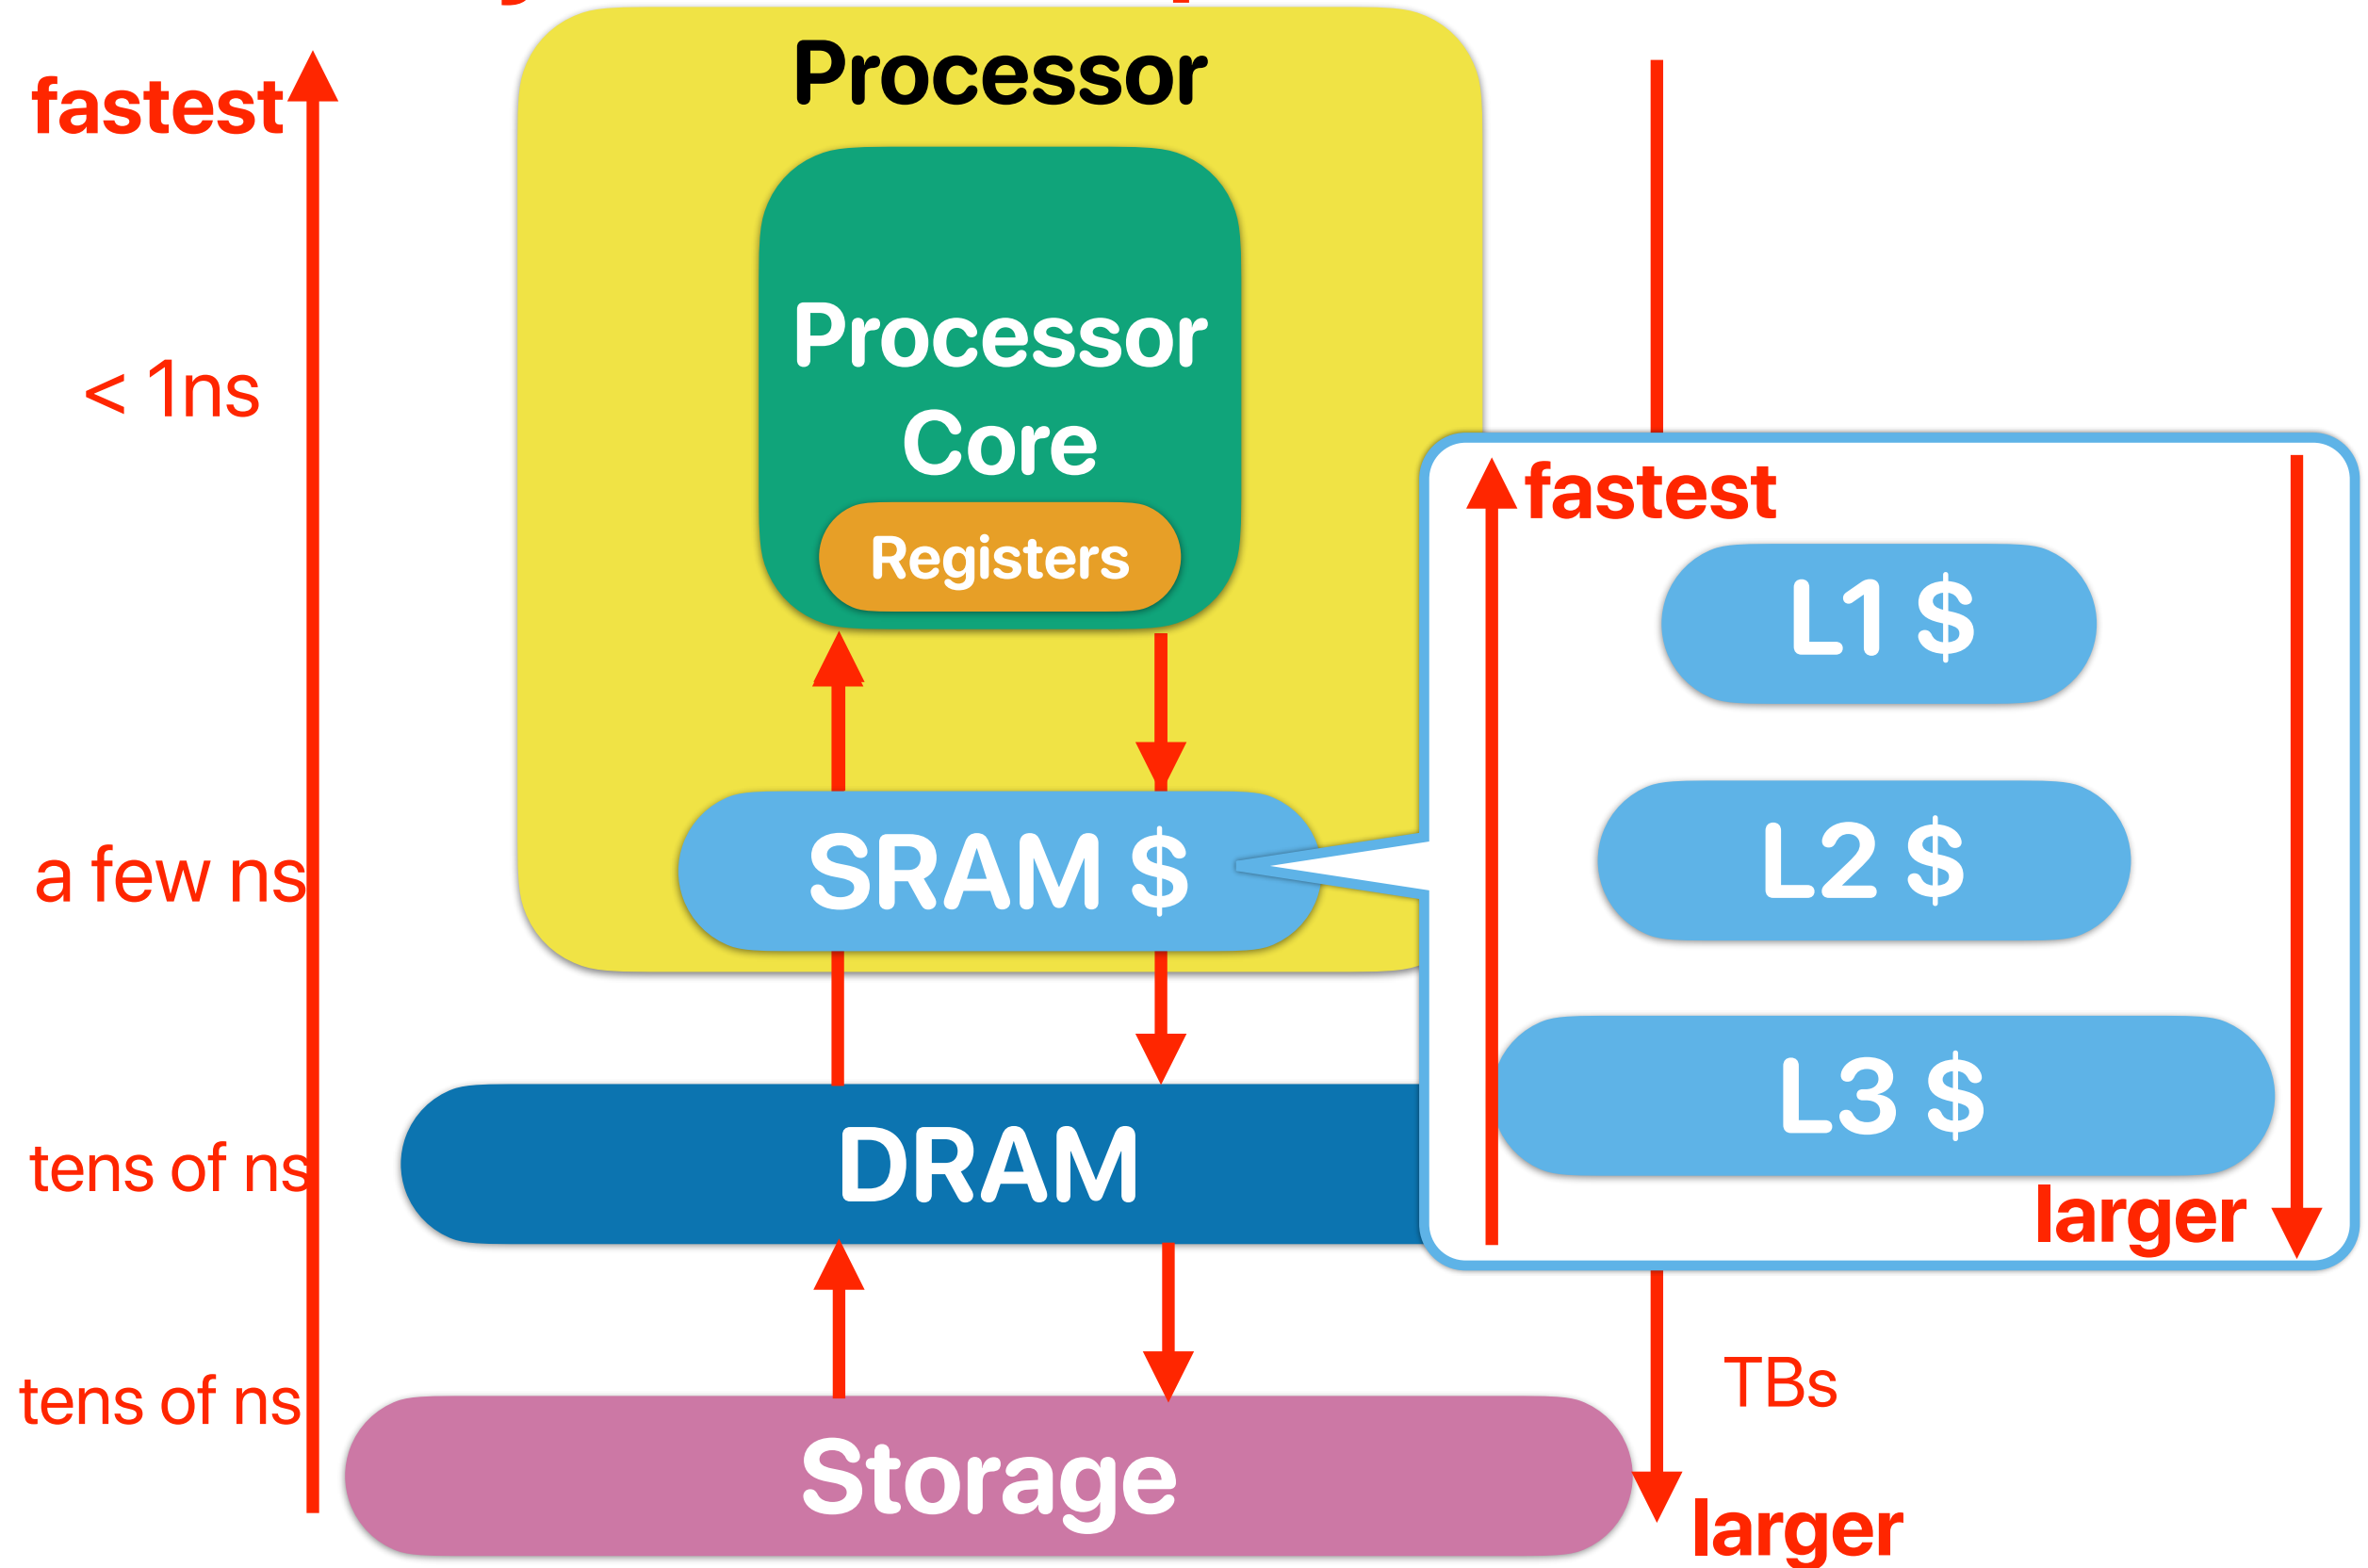 Processor
fastest
Processor
Core
< 1ns
fastest
Registers
L1 $
L2 $
SRAM $
a few ns
L3 $
DRAM
tens of ns
larger
TBs
tens of ns
Storage
larger